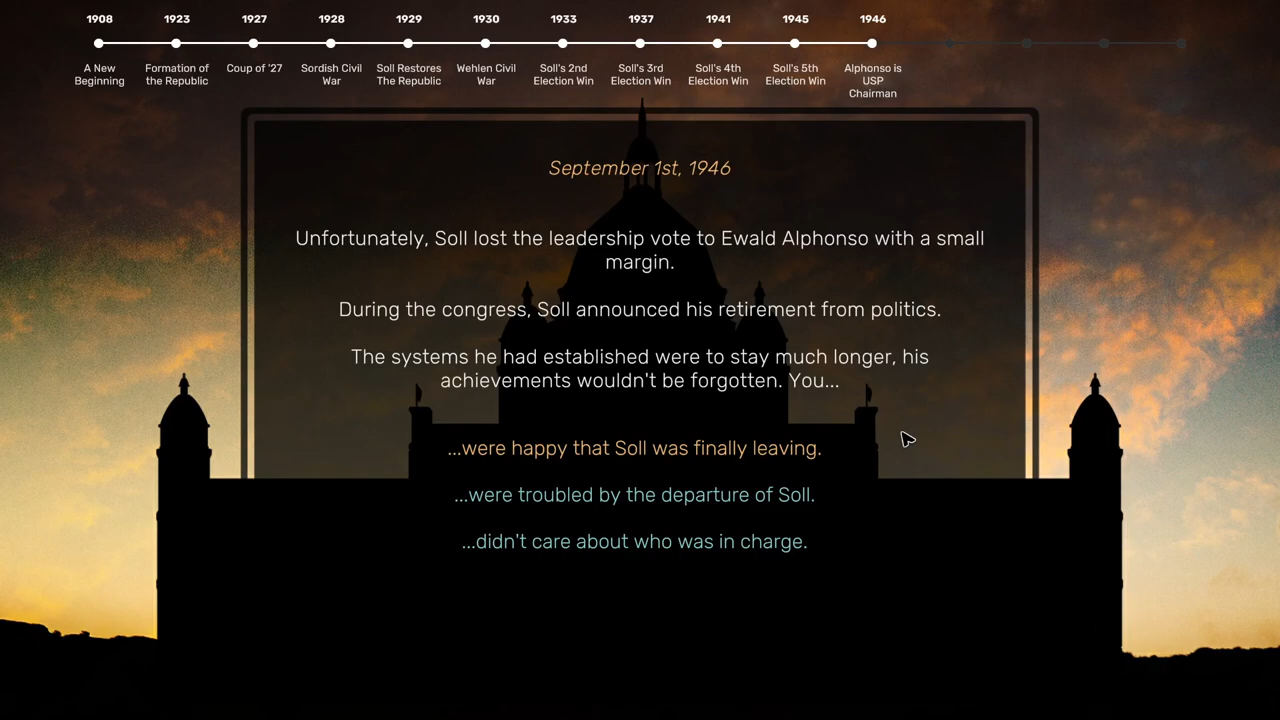 1908 1923 1927 1928 1929 1930 1933 1937 1941 1945 1946
A New Formation of Coup of '27 Sordish Civil Soll Restores Wehlen Civil Soll's 2nd Soll's 3rd Soll's 4th Soll's 5th Alphonso is
Beginning the Republic War The Republic War Election Win Election Win Election Win Election Win USP
Chairman
September 1st, 1946
Unfortunately, Soll lost the leadership vote to Ewald Alphonso with a small
margin.
During the congress, Soll announced his retirement from politics.
The systems he had established were to stay much longer, his
achievements wouldn't be forgotten. You...
...were happy that Soll was finally leaving.
...were troubled by the departure of Soll.
...didn't care about who was in charge.